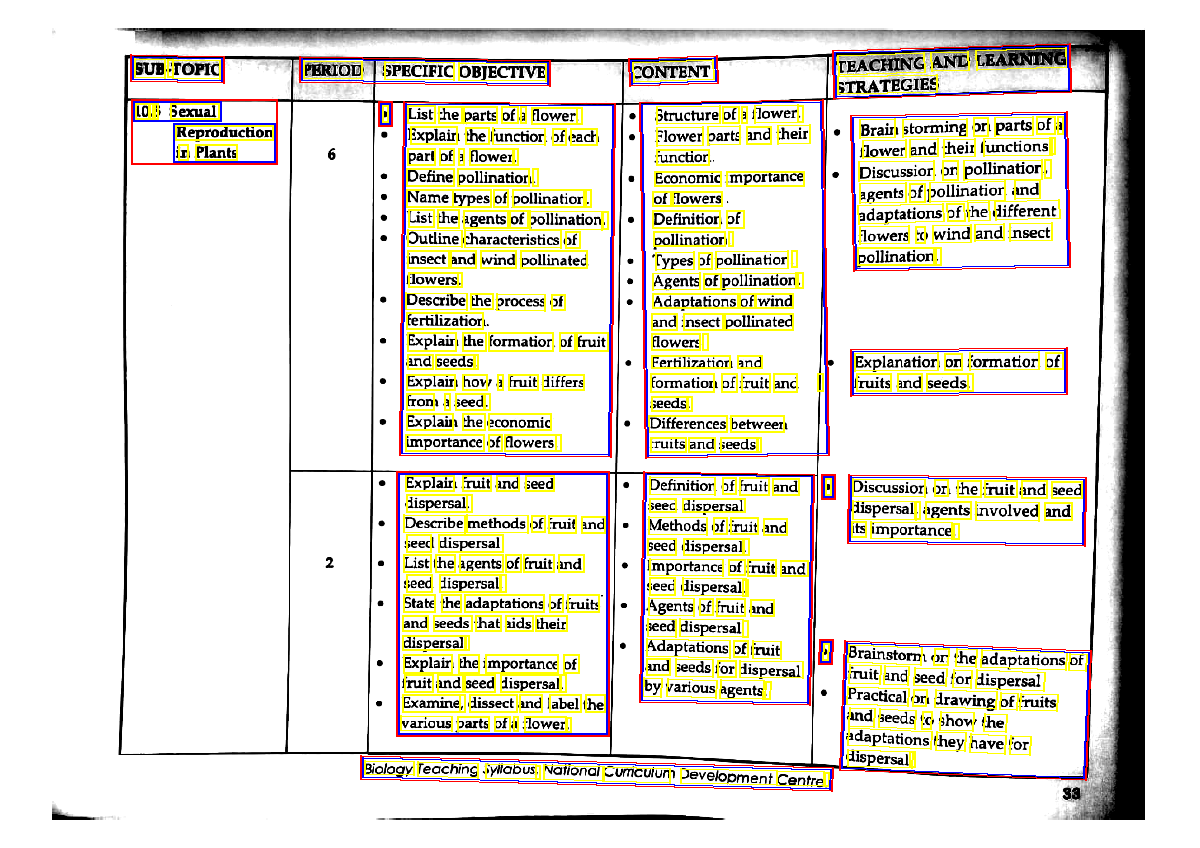 SUB-TOPIC PERIOD SPECIFIC OBJECTIVE CONTENT TEACHING AND LEARNING STRATEGIES
10.5 Sexual
Reproduction
in Plants
6
• List the parts of a flower
• Explain the function of each
part of a flower.
• Define pollination.
• Name types of pollination.
• List the agents of pollination.
• Outline characteristics of
insect and wind pollinated
flowers.
• Describe the process of
fertilization.
• Explain the formation of fruit
and seeds
• Explain how a fruit differs
from a seed.
• Explain the economic
importance of flowers
• Structure of a flower.
• Flower parts and their
function.
• Economic importance
of flowers.
• Definition of
pollination
• Types of pollination
• Agents of pollination.
• Adaptations of wind
and insect pollinated
flowers
• Fertilization and
formation of fruit and
seeds.
• Differences between
fruits and seeds
• Brain storming on parts of a
flower and their functions
• Discussion on pollination,
agents of pollination and
adaptations of the different
flowers to wind and insect
pollination.
• Explanation on formation of
fruits and seeds.
2
• Explain fruit and seed
dispersal.
• Describe methods of fruit and
seed dispersal
• List the agents of fruit and
seed dispersal
• State the adaptations of fruits
and seeds that aids their
dispersal
• Explain the importance of
fruit and seed dispersal.
• Examine, dissect and label the
various parts of a flower.
• Definition of fruit and
seed dispersal
• Methods of fruit and
seed dispersal.
• Importance of fruit and
seed dispersal.
• Agents of fruit and
seed dispersal
• Adaptations of fruit
and seeds for dispersal
by various agents.
• Discussion on the fruit and seed
dispersal, agents involved and
its importance
• Brainstorm on the adaptations of
fruit and seed for dispersal
• Practical on drawing of fruits
and seeds to show the
adaptations they have for
dispersal
Biology Teaching Syllabus, National Curriculum Development Centre
33